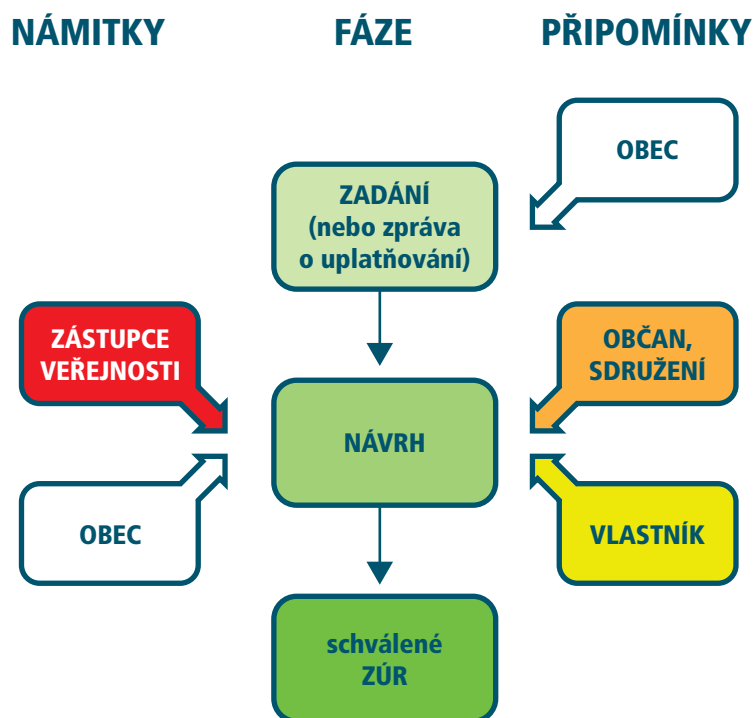 NÁMITKY
FÁZE
PŘIPOMÍNKY
OBEC
ZADÁNÍ
(nebo zpráva
o uplatňování)
ZÁSTUPCE
VEŘEJNOSTI
OBČAN,
SDRUŽENÍ
NÁVRH
OBEC
VLASTNÍK
schválené
ZÚR